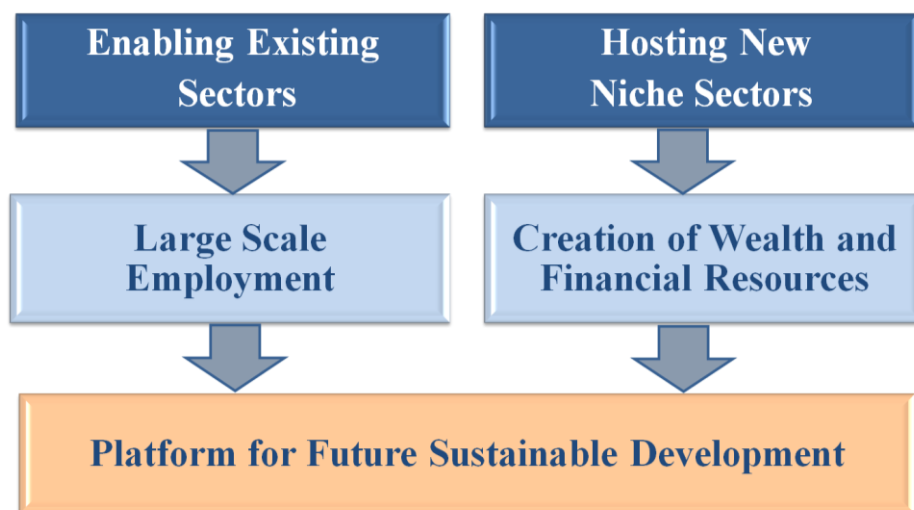 Enabling Existing
Sectors
Hosting New
Niche Sectors
Large Scale
Employment
Creation of Wealth and
Financial Resources
Platform for Future Sustainable Development